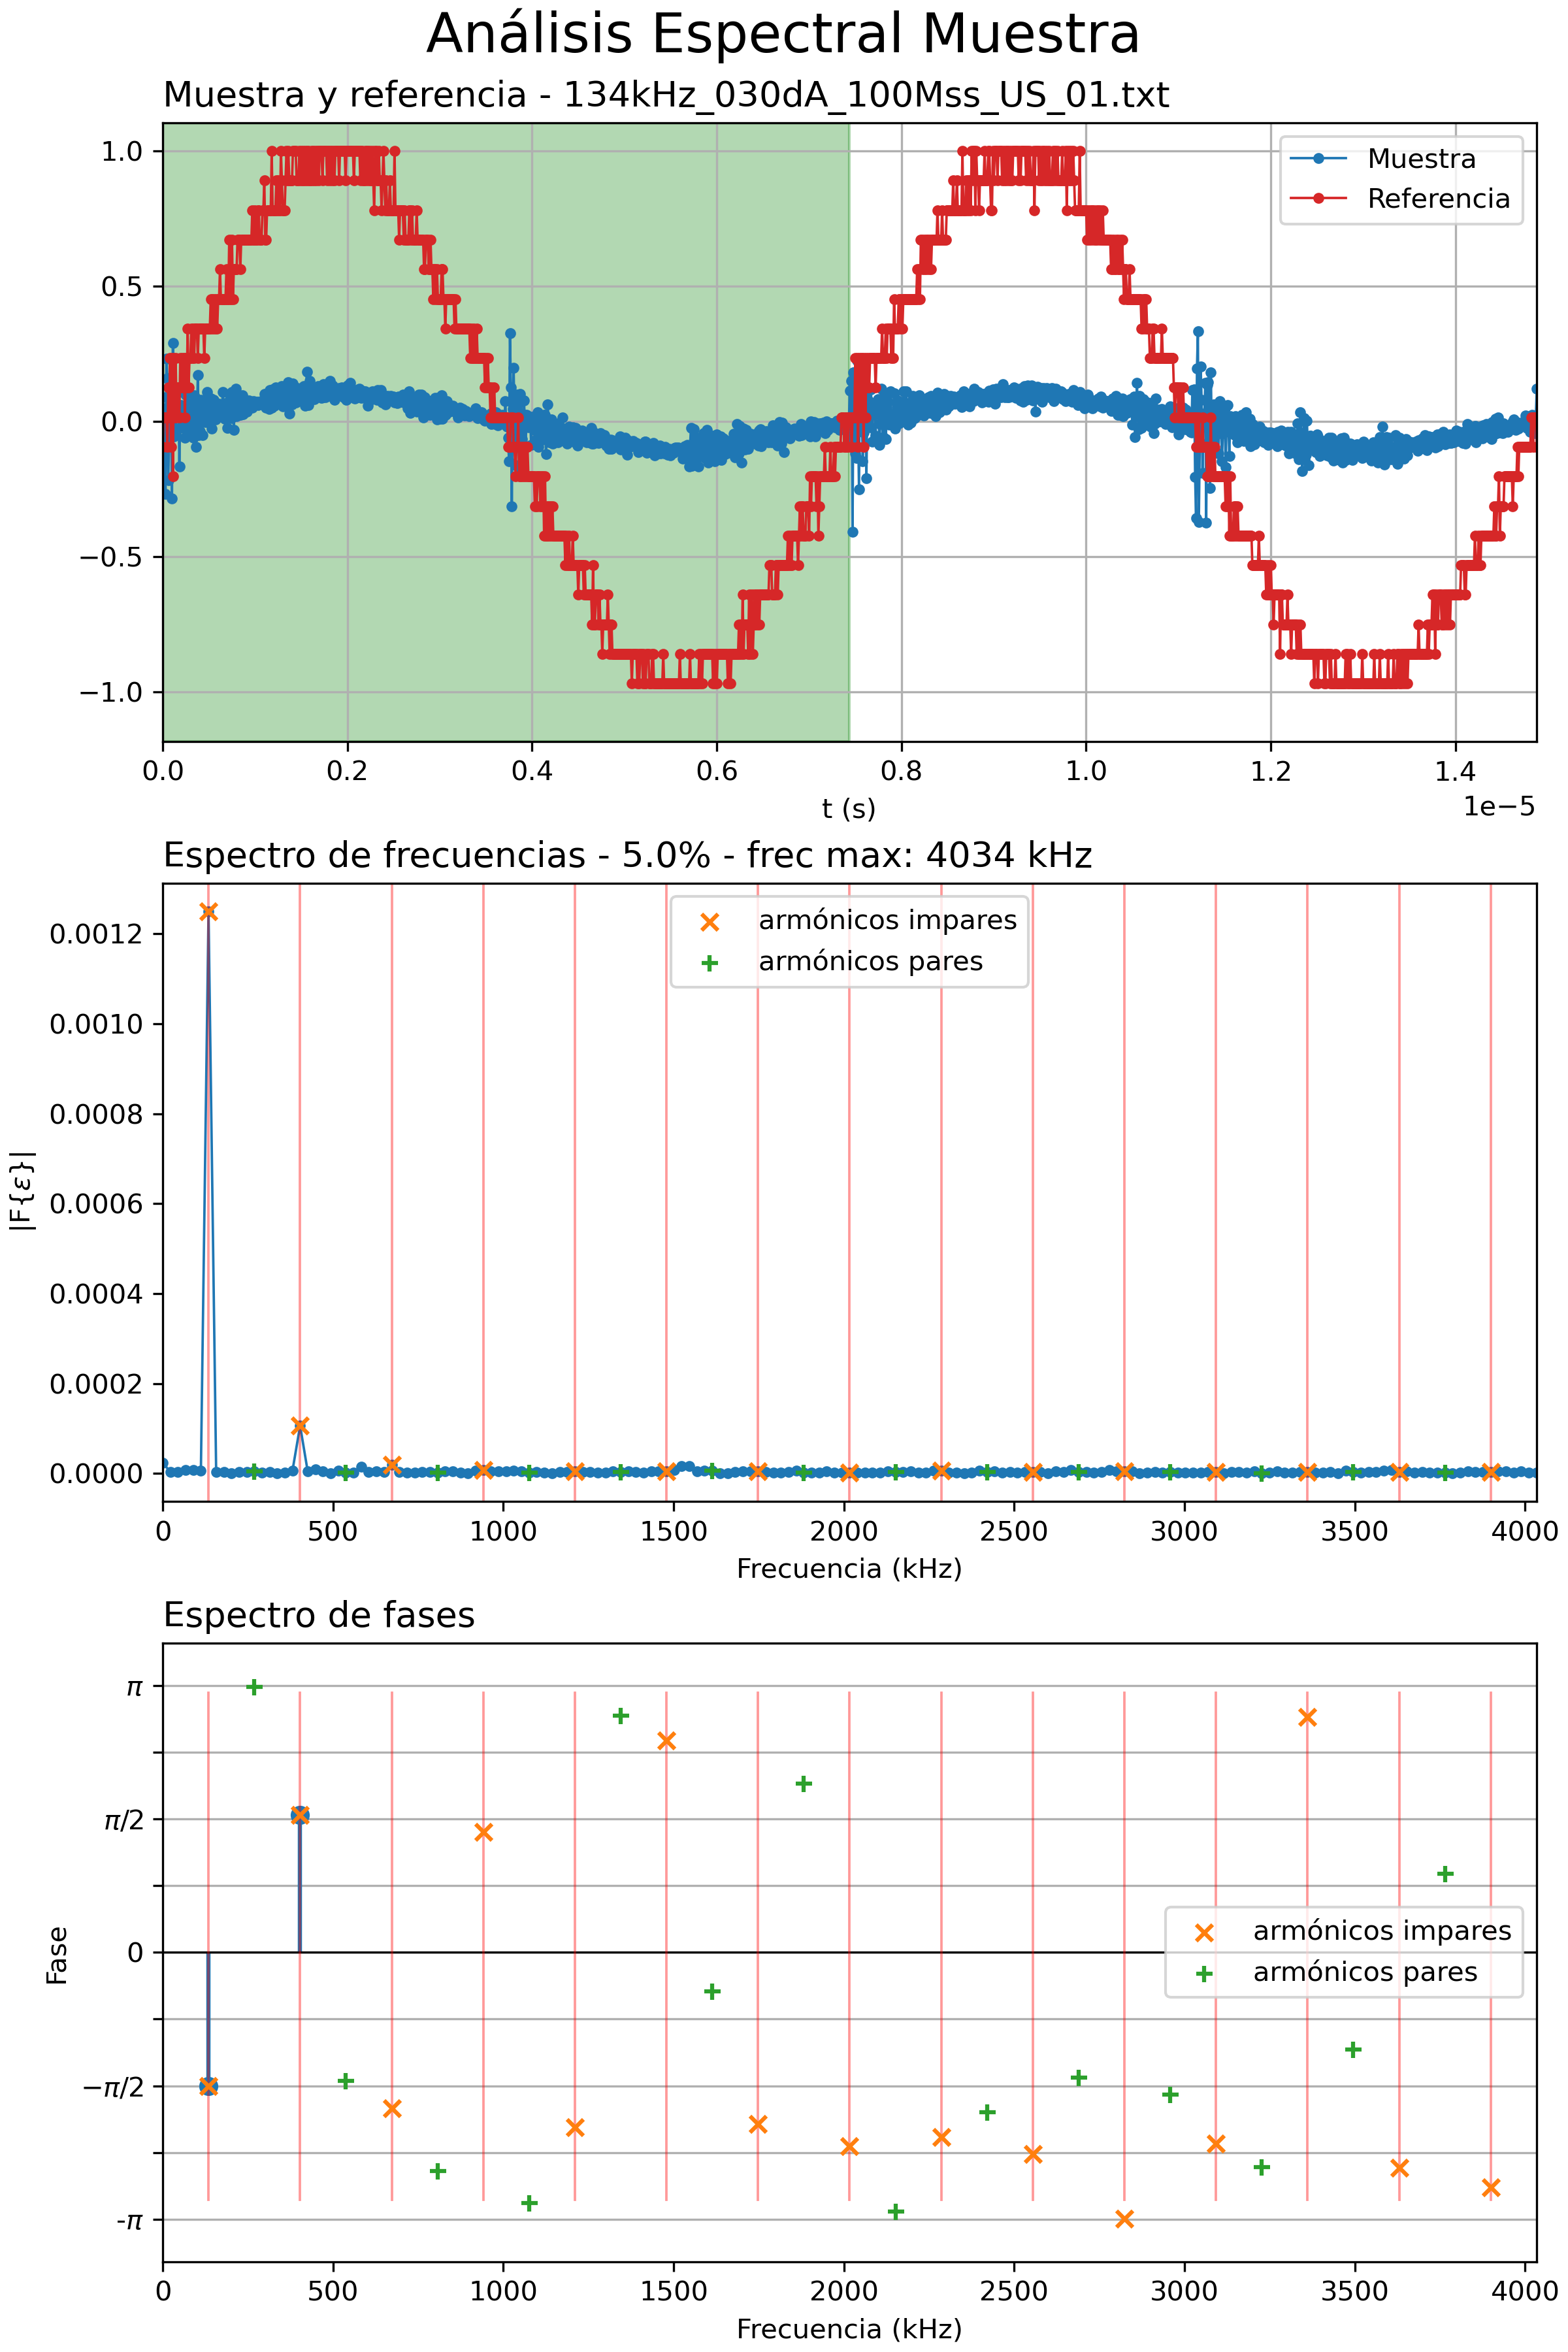 Análisis Espectral Muestra
Muestra y referencia - 134kHz_030dA_100Mss_US_01.txt
1.0
0.5
0.0
−0.5
−1.0
Muestra
Referencia
0.0 0.2 0.4 0.6 0.8 1.0 1.2 1.4
1e−5
t (s)
Espectro de frecuencias - 5.0% - frec max: 4034 kHz
armónicos impares
armónicos pares
0.0012
0.0010
0.0008
0.0006
0.0004
0.0002
0.0000
|F{ε}|
0 500 1000 1500 2000 2500 3000 3500 4000
Frecuencia (kHz)
Espectro de fases
π
π/2
0
−π/2
-π
Fase
armónicos impares
armónicos pares
0 500 1000 1500 2000 2500 3000 3500 4000
Frecuencia (kHz)